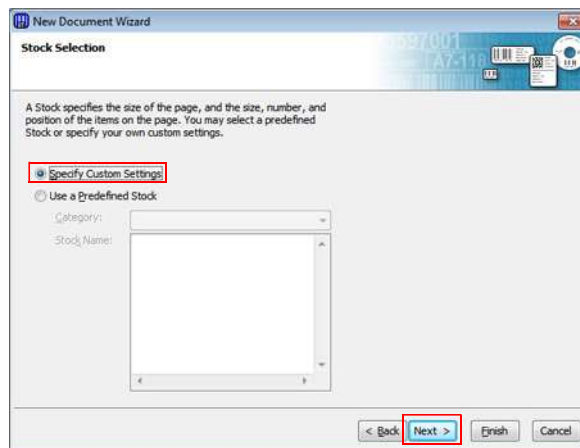 New Document Wizard
Stock Selection
A7-118
A Stock specifies the size of the page, and the size, number, and
position of the items on the page. You may select a predefined
Stock or specify your own custom settings.
Specify Custom Settings
Use a Predefined Stock
Category:
Stock Name:
< Back
Next >
Finish
Cancel